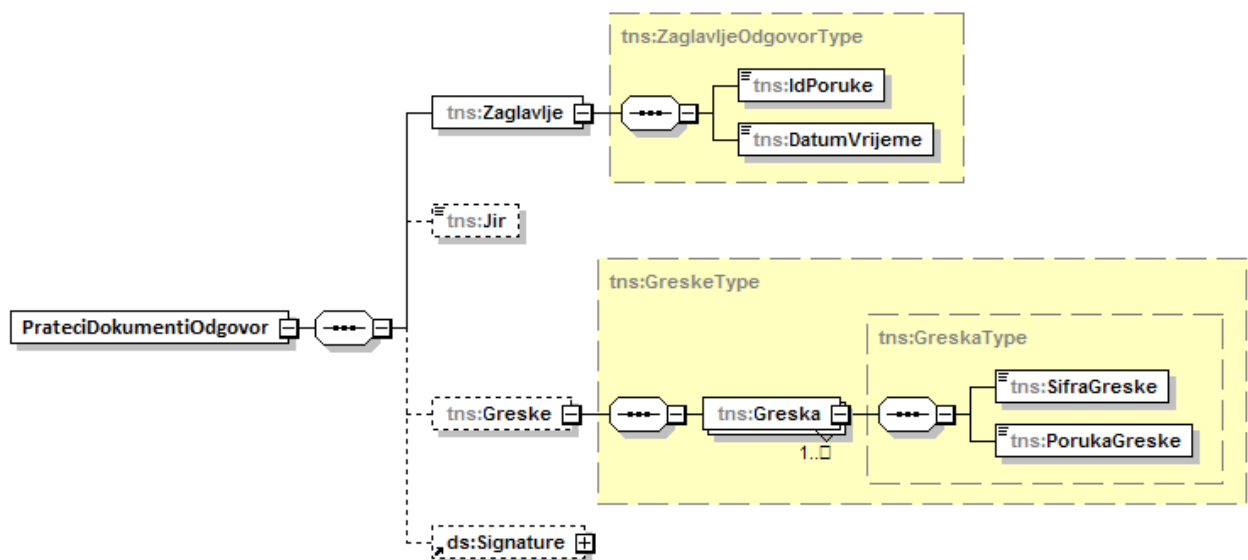 tns:ZaglavljeOdgovorType
tns:IdPoruke
tns:Zaglavlje
tns:DatumVrijeme
tns:Jir
tns:GreskeType
PrateciDokumentiOdgovor
tns:GreskaType
tns:SifraGreske
tns:Greske
tns:Greska
tns:PorukaGreske
1..□
ds:Signature